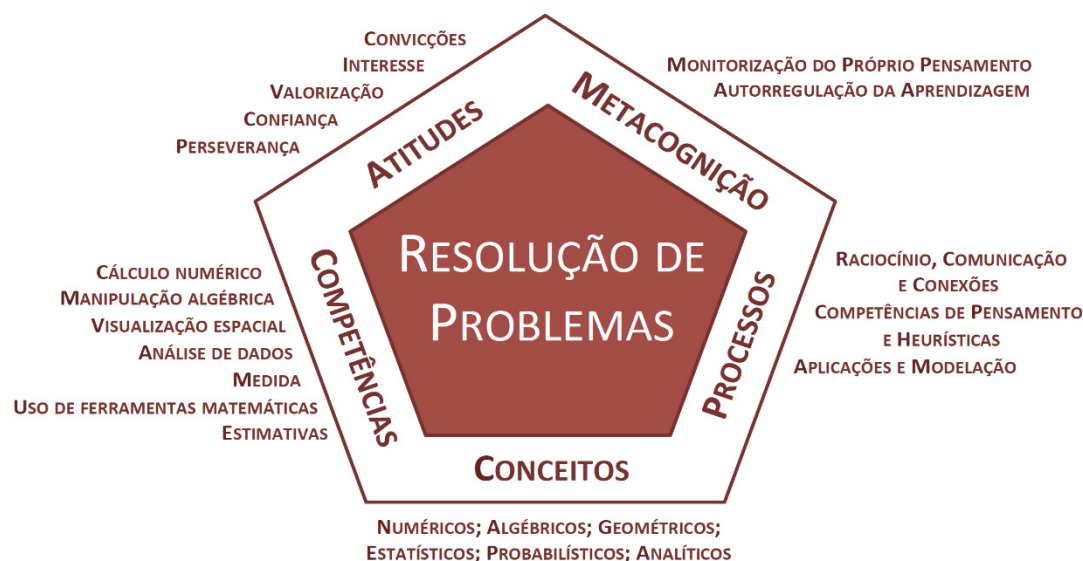 Convicções
Interesse
Valorização
Confiança
Perseverança
Atitudes
Metacognição
Monitorização do Próprio Pensamento
Autorregulação da Aprendizagem
Resolução de
Problemas
Competências
Cálculo numérico
Manipulação algébrica
Visualização espacial
Análise de dados
Medida
Uso de ferramentas matemáticas
Estimativas
Processos
Raciocínio, Comunicação
e Conexões
Competências de Pensamento
e Heurísticas
Aplicações e Modelação
Conceitos
Numéricos; Algébricos; Geométricos;
Estatísticos; Probabilísticos; Analíticos